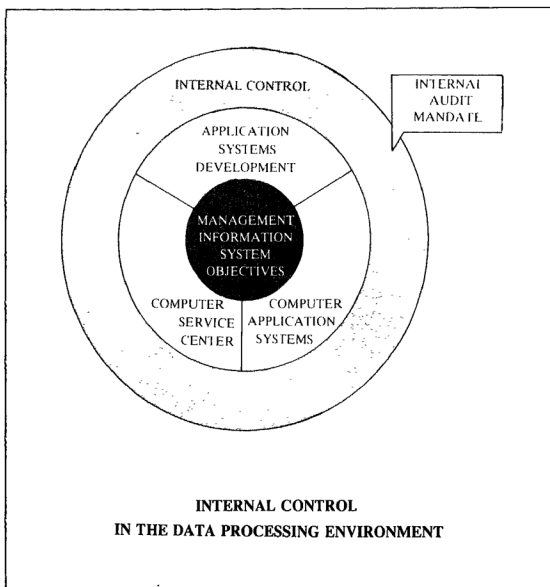 INTERNAL CONTROL
INTERNAL
AUDIT
MANDATE
APPLICATION
SYSTEMS
DEVELOPMENT
MANAGEMENT
INFORMATION
SYSTEM
OBJECTIVES
COMPUTER
SERVICE
CENTER
COMPUTER
APPLICATION
SYSTEMS
INTERNAL CONTROL
IN THE DATA PROCESSING ENVIRONMENT